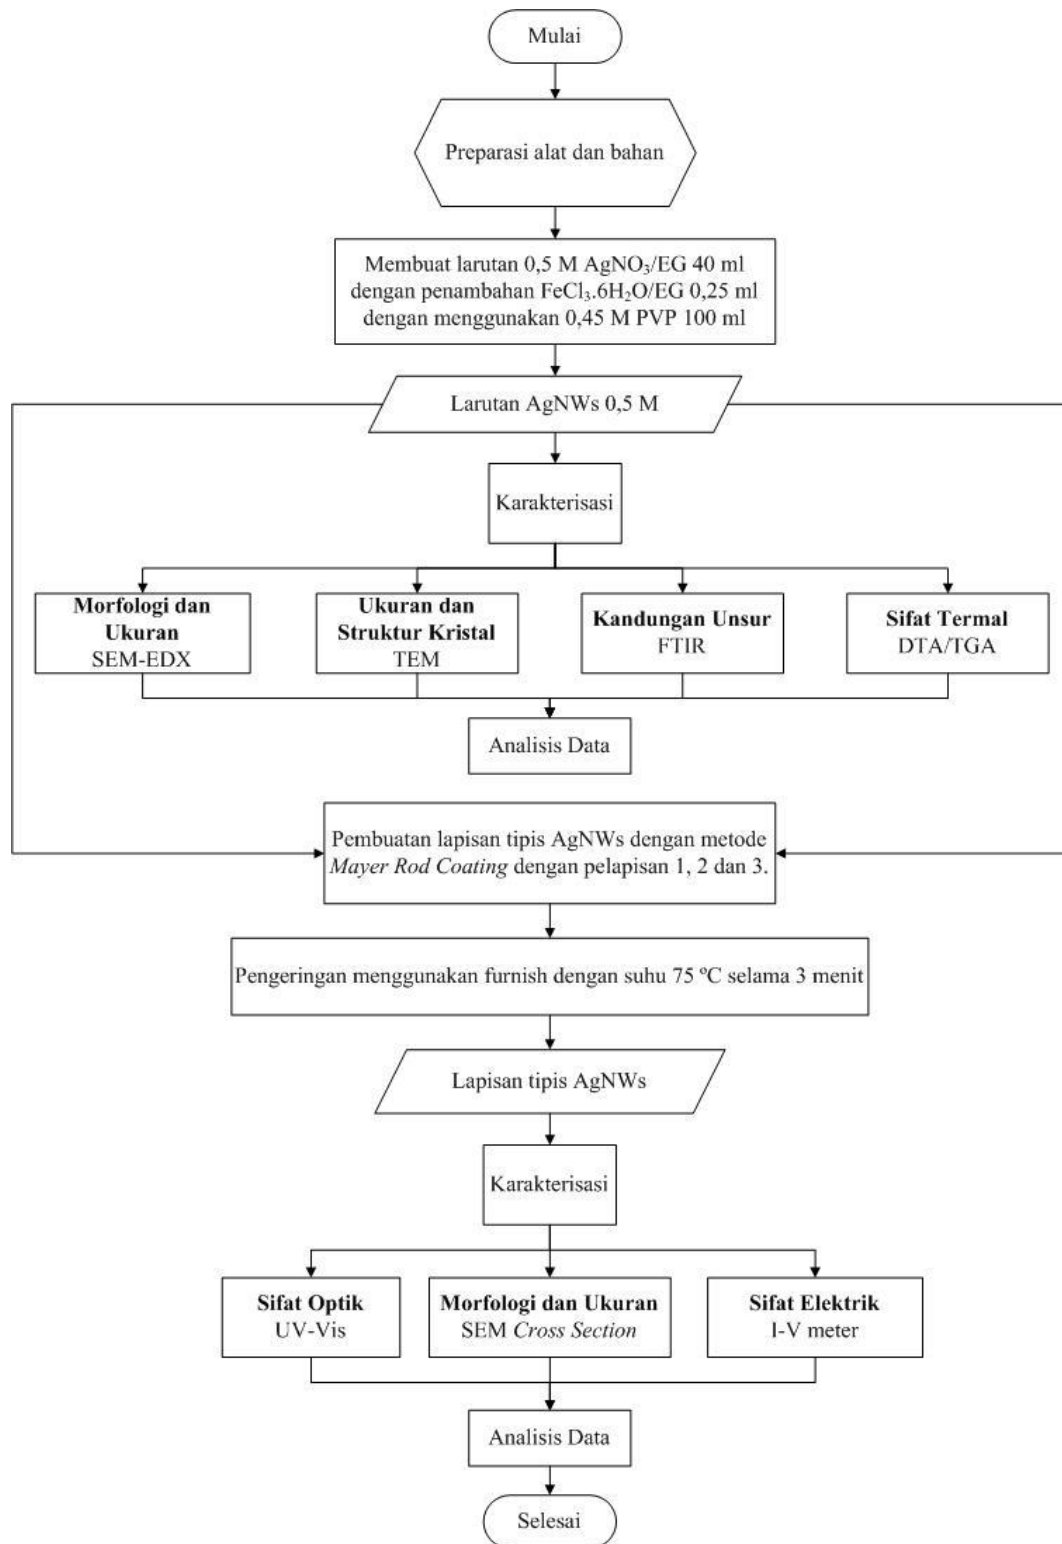 Mulai
Preparasi alat dan bahan
Membuat larutan 0,5 M AgNO₃/EG 40 ml
dengan penambahan FeCl₃.6H₂O/EG 0,25 ml
dengan menggunakan 0,45 M PVP 100 ml
Larutan AgNWs 0,5 M
Karakterisasi
Morfologi dan
Ukuran
SEM-EDX
Ukuran dan
Struktur Kristal
TEM
Kandungan Unsur
FTIR
Sifat Termal
DTA/TGA
Analisis Data
Pembuatan lapisan tipis AgNWs dengan metode
Mayer Rod Coating dengan pelapisan 1, 2 dan 3.
Pengeringan menggunakan furnish dengan suhu 75 ºC selama 3 menit
Lapisan tipis AgNWs
Karakterisasi
Sifat Optik
UV-Vis
Morfologi dan Ukuran
SEM Cross Section
Sifat Elektrik
I-V meter
Analisis Data
Selesai